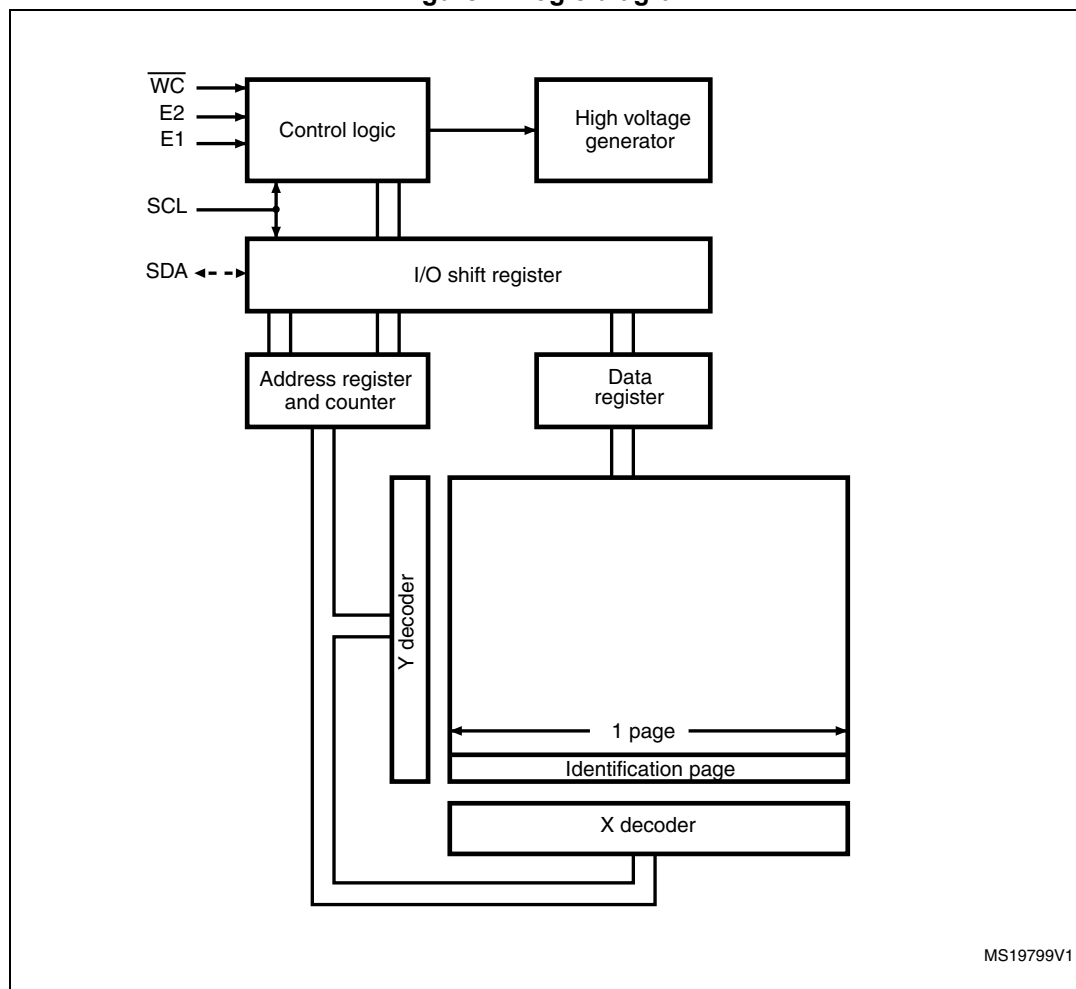 W̅C̅
E2
E1
Control logic
High voltage
generator
SCL
SDA
I/O shift register
Address register
and counter
Data
register
Y decoder
1 page
Identification page
X decoder
MS19799V1